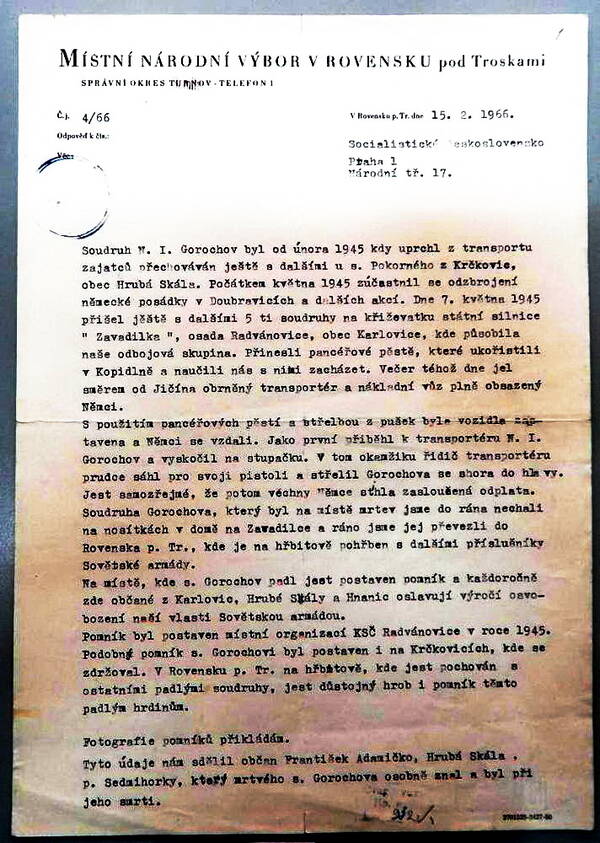 MÍSTNÍ NÁRODNÍ VÝBOR V ROVENSKU pod Troskami
SPRÁVNÍ OKRES TURNOV - TELEFON 1
Č.j. 4/66
V Rovensku p. Tr. dne 15. 2. 1966.
Odpověď k čís.:
Věc:
Socialistické eskoslovensko
Praha 1
Národní tř. 17.
Soudruh N. I. Gorochov byl od února 1945 kdy uprchl z transportu
zajatců přechováván ještě s dalšími u s. Pokorného z Krčkovic,
obec Hrubá Skála. Počátkem května 1945 zúčastnil se odzbrojení
německé posádky v Doubravicích a dalších akcí. Dne 7. května 1945
přišel jěště s dalšími 5 ti soudruhy na křiževatku státní silnice
" Zavadilka ", osada Radvánovice, obec Karlovice, kde působila
naše odbojová skupina. Přinesli pancéřové pěstě, které ukořistili
v Kopidlně a naučili nás s nimi zacházet. Večer téhož dne jel
směrem od Jičína obrněný transportér a nákladní vůz plně obsazený
Němci.
S použitím pancéřových pěstí a střelbou z pušek byla vozidla zas-
tavena a Němci se vzdali. Jako první přiběhl k transportéru N. I.
Gorochov a vyskočil na stupačku. V tom okamžiku řidič transportéru
prudce sáhl pro svoji pistoli a střelil Gorochova se shora do hlavy.
Jest samozřejmé, že potom všechny Němce stihla zasloužená odplata.
Soudruha Gorochova, který byl na místě mrtev jsme do rána nechali
na nosítkách v domě na Zavadilce a ráno jsme jej převezli do
Rovenska p. Tr., kde je na hřbitově pohřben s dalšími příslušníky
Sovětské armády.
Na místě, kde s. Gorochov padl jest postaven pomník a každoročně
zde občané z Karlovic, Hrubé Skály a Hnanic oslavují výročí osvo-
bození naší vlasti Sovětskou armádou.
Pomník byl postaven místní organizací KSČ Radvánovice v roce 1945.
Podobný pomník s. Gorochovi byl postaven i na Krčkovicích, kde se
zdržoval. V Rovensku p. Tr. na hřbitově, kde jest pochován s
ostatními padlými soudruhy, jest důstojný hrob i pomník těmto
padlým hrdinům.
Fotografie pomníků přikládám.
Tyto údaje nám sdělil občan František Adamičko, Hrubá Skála ,
p. Sedmihorky, který mrtvého s. Gorochova osobně znal a byl při
jeho smrti.